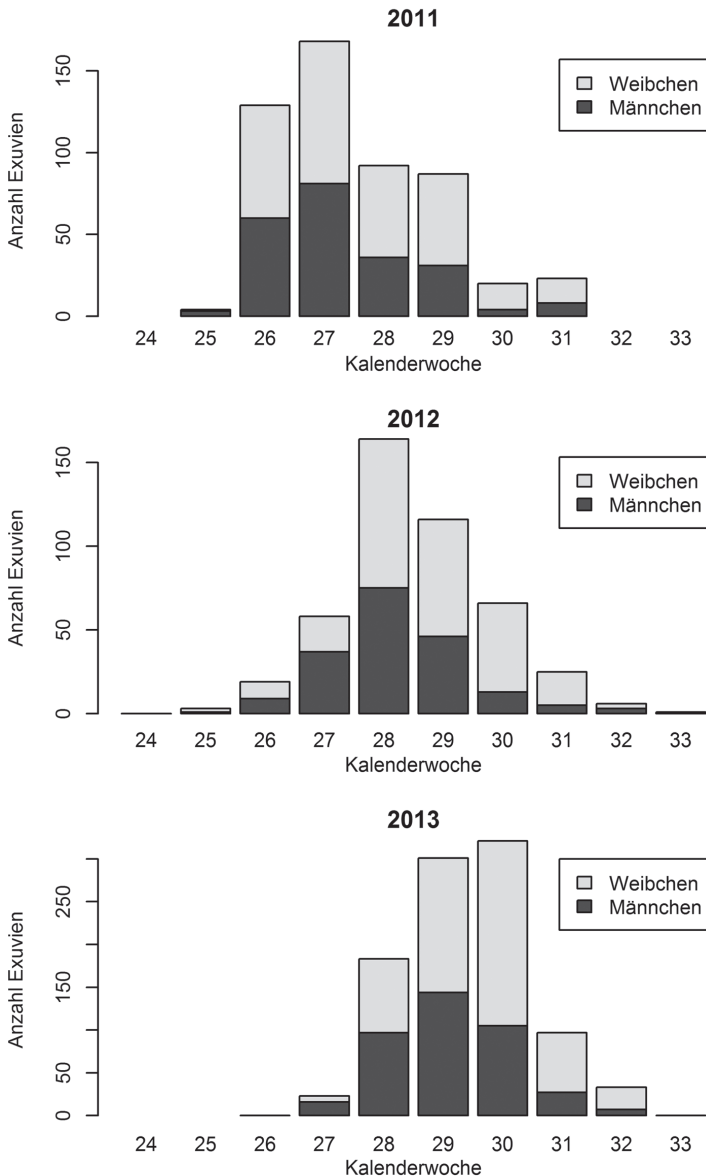 2011
Anzahl Exuvien
150
100
50
0
Weibchen
Männchen
24 25 26 27 28 29 30 31 32 33
Kalenderwoche
2012
Anzahl Exuvien
150
100
50
0
Weibchen
Männchen
24 25 26 27 28 29 30 31 32 33
Kalenderwoche
2013
Anzahl Exuvien
250
150
50
0
Weibchen
Männchen
24 25 26 27 28 29 30 31 32 33
Kalenderwoche